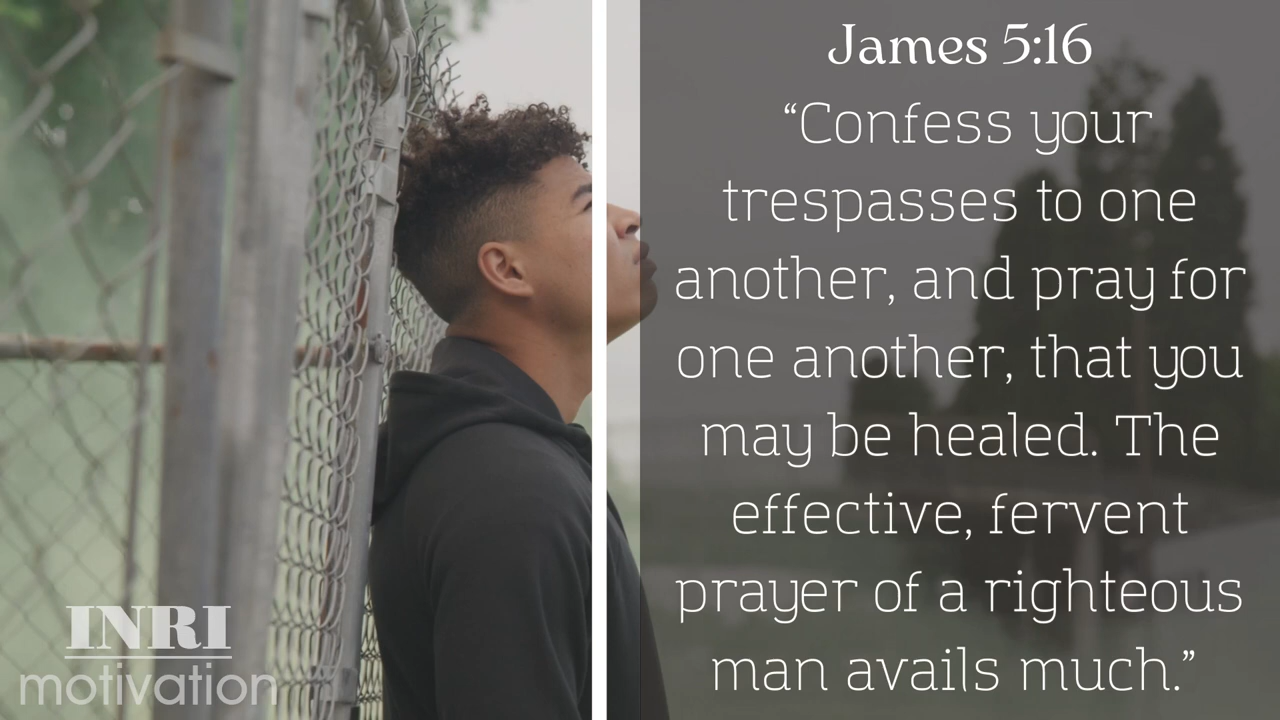 James 5:16
“Confess your
trespasses to one
another, and pray for
one another, that you
may be healed. The
effective, fervent
prayer of a righteous
man avails much.”
INRI
motivation